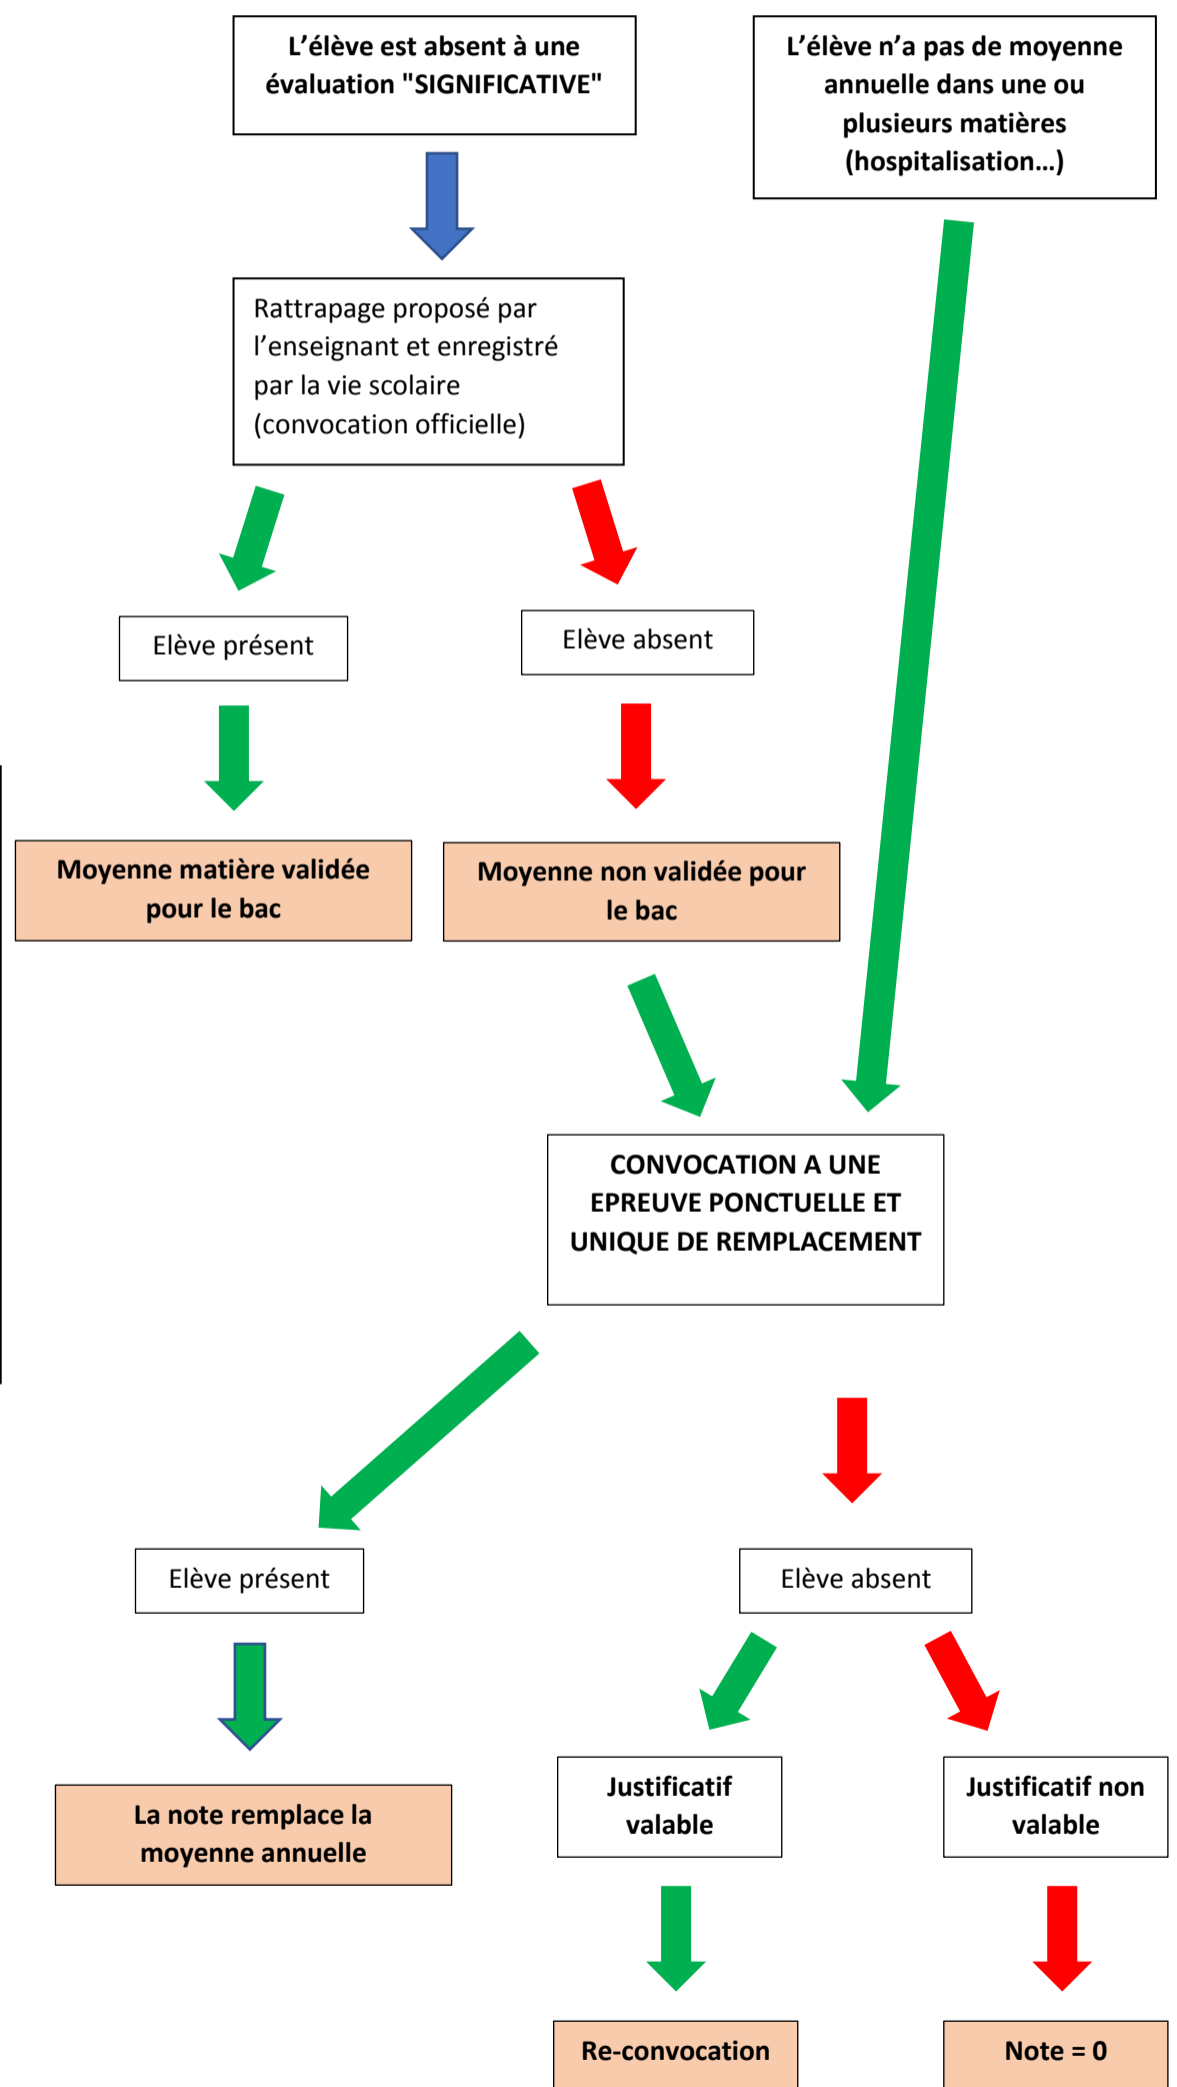 L’élève est absent à une
évaluation "SIGNIFICATIVE"
L’élève n’a pas de moyenne
annuelle dans une ou
plusieurs matières
(hospitalisation…)
Rattrapage proposé par
l’enseignant et enregistré
par la vie scolaire
(convocation officielle)
Elève présent
Elève absent
Moyenne matière validée
pour le bac
Moyenne non validée pour
le bac
CONVOCATION A UNE
EPREUVE PONCTUELLE ET
UNIQUE DE REMPLACEMENT
Elève présent
Elève absent
La note remplace la
moyenne annuelle
Justificatif
valable
Justificatif non
valable
Re-convocation
Note = 0